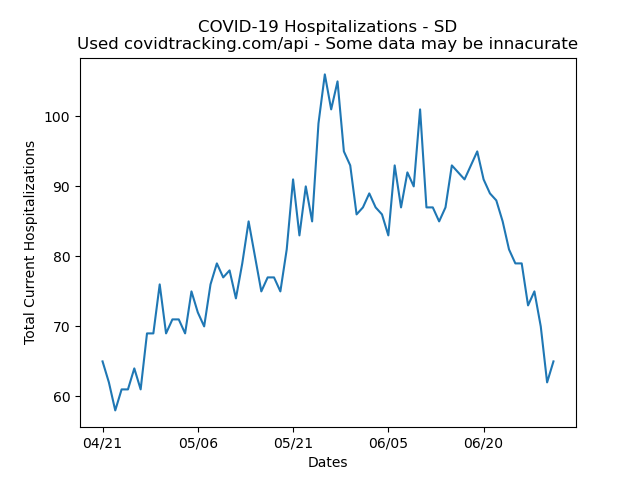 COVID-19 Hospitalizations - SD
Used covidtracking.com/api - Some data may be innacurate
Total Current Hospitalizations
100
90
80
70
60
04/21 05/06 05/21 06/05 06/20
Dates